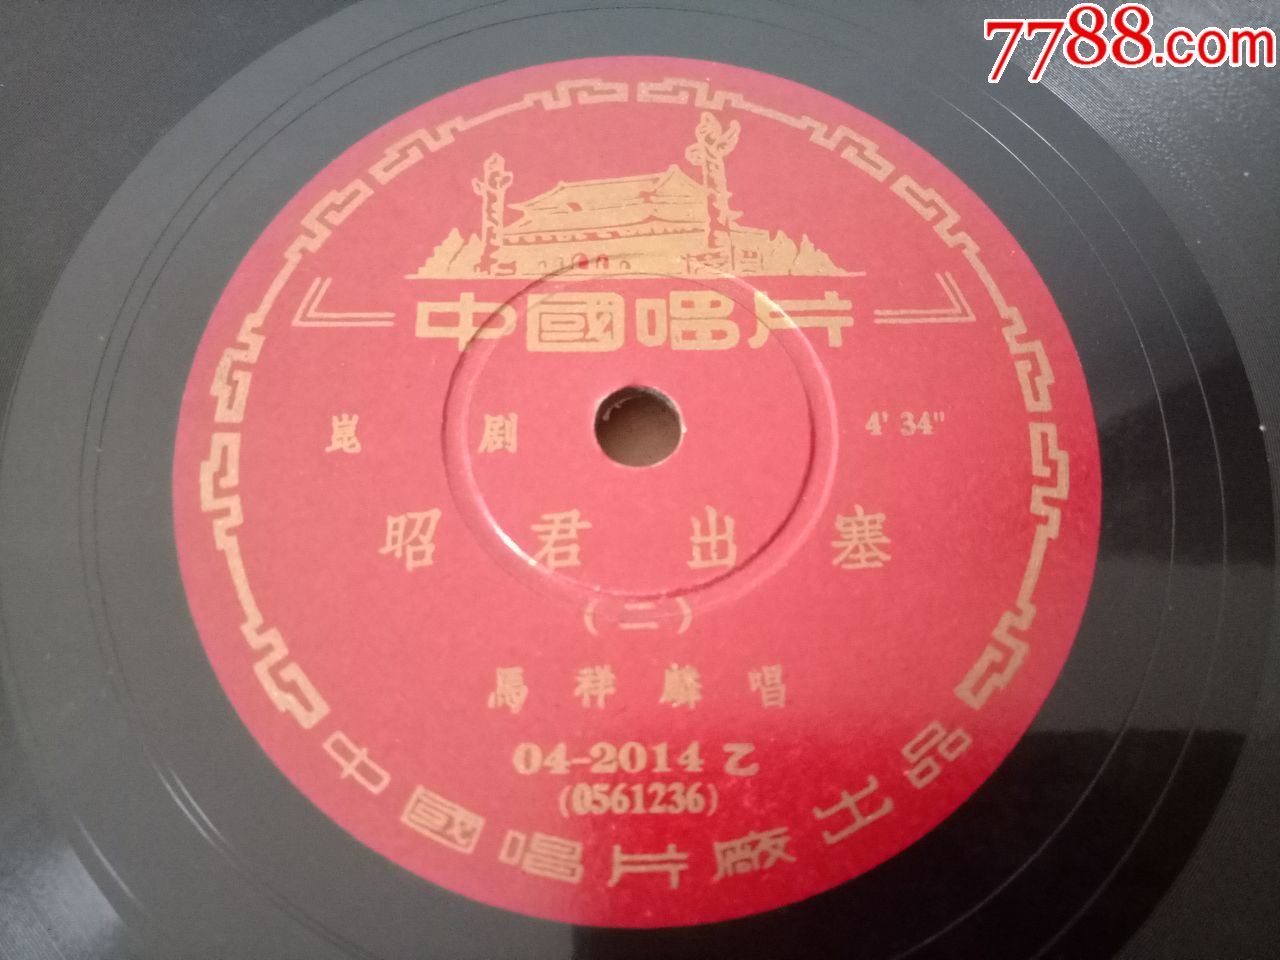 7788.com
中國唱片
崑劇 4' 34"
昭君出塞
(二)
馬祥麟唱
04-2014 乙
(0561236)
中國唱片廠出品